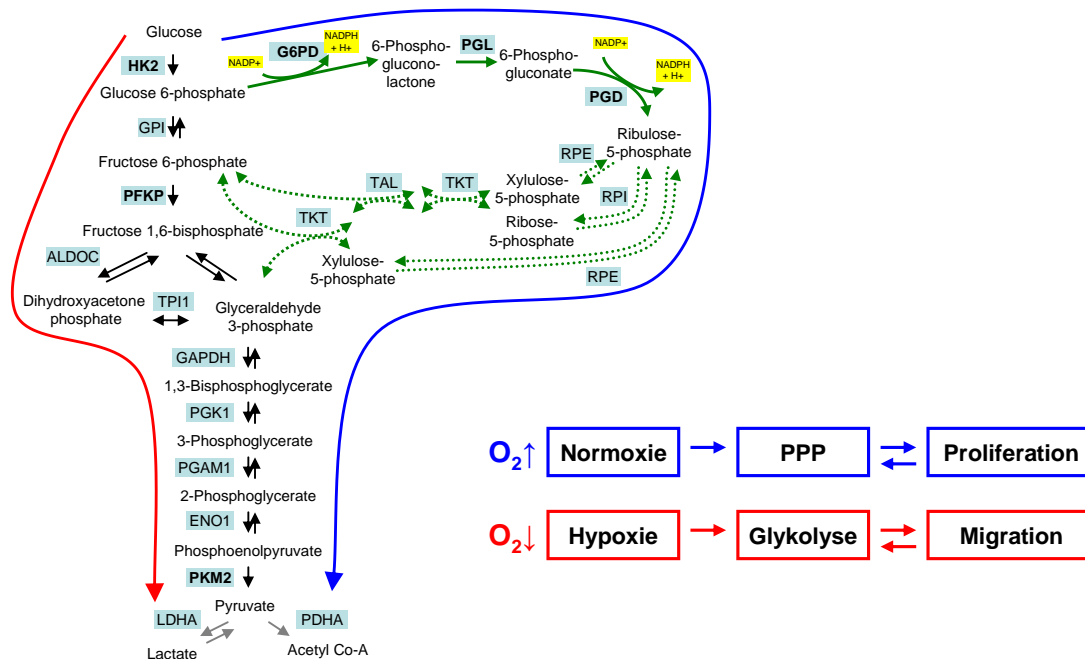 Glucose
HK2
Glucose 6-phosphate
GPI
Fructose 6-phosphate
PFKP
Fructose 1,6-bisphosphate
ALDOC
Dihydroxyacetone
phosphate
TPI1
Glyceraldehyde
3-phosphate
GAPDH
1,3-Bisphosphoglycerate
PGK1
3-Phosphoglycerate
PGAM1
2-Phosphoglycerate
ENO1
Phosphoenolpyruvate
PKM2
Pyruvate
LDHA
PDHA
Lactate
Acetyl Co-A
NADP+
G6PD
NADPH
+ H+
6-Phospho-
glucono-
lactone
PGL
6-Phospho-
gluconate
NADP+
NADPH
+ H+
PGD
Ribulose-
5-phosphate
RPE
Xylulose-
5-phosphate
RPI
Ribose-
5-phosphate
TAL
TKT
TKT
Xylulose-
5-phosphate
RPE
O₂↑ Normoxie PPP Proliferation
O₂↓ Hypoxie Glykolyse Migration